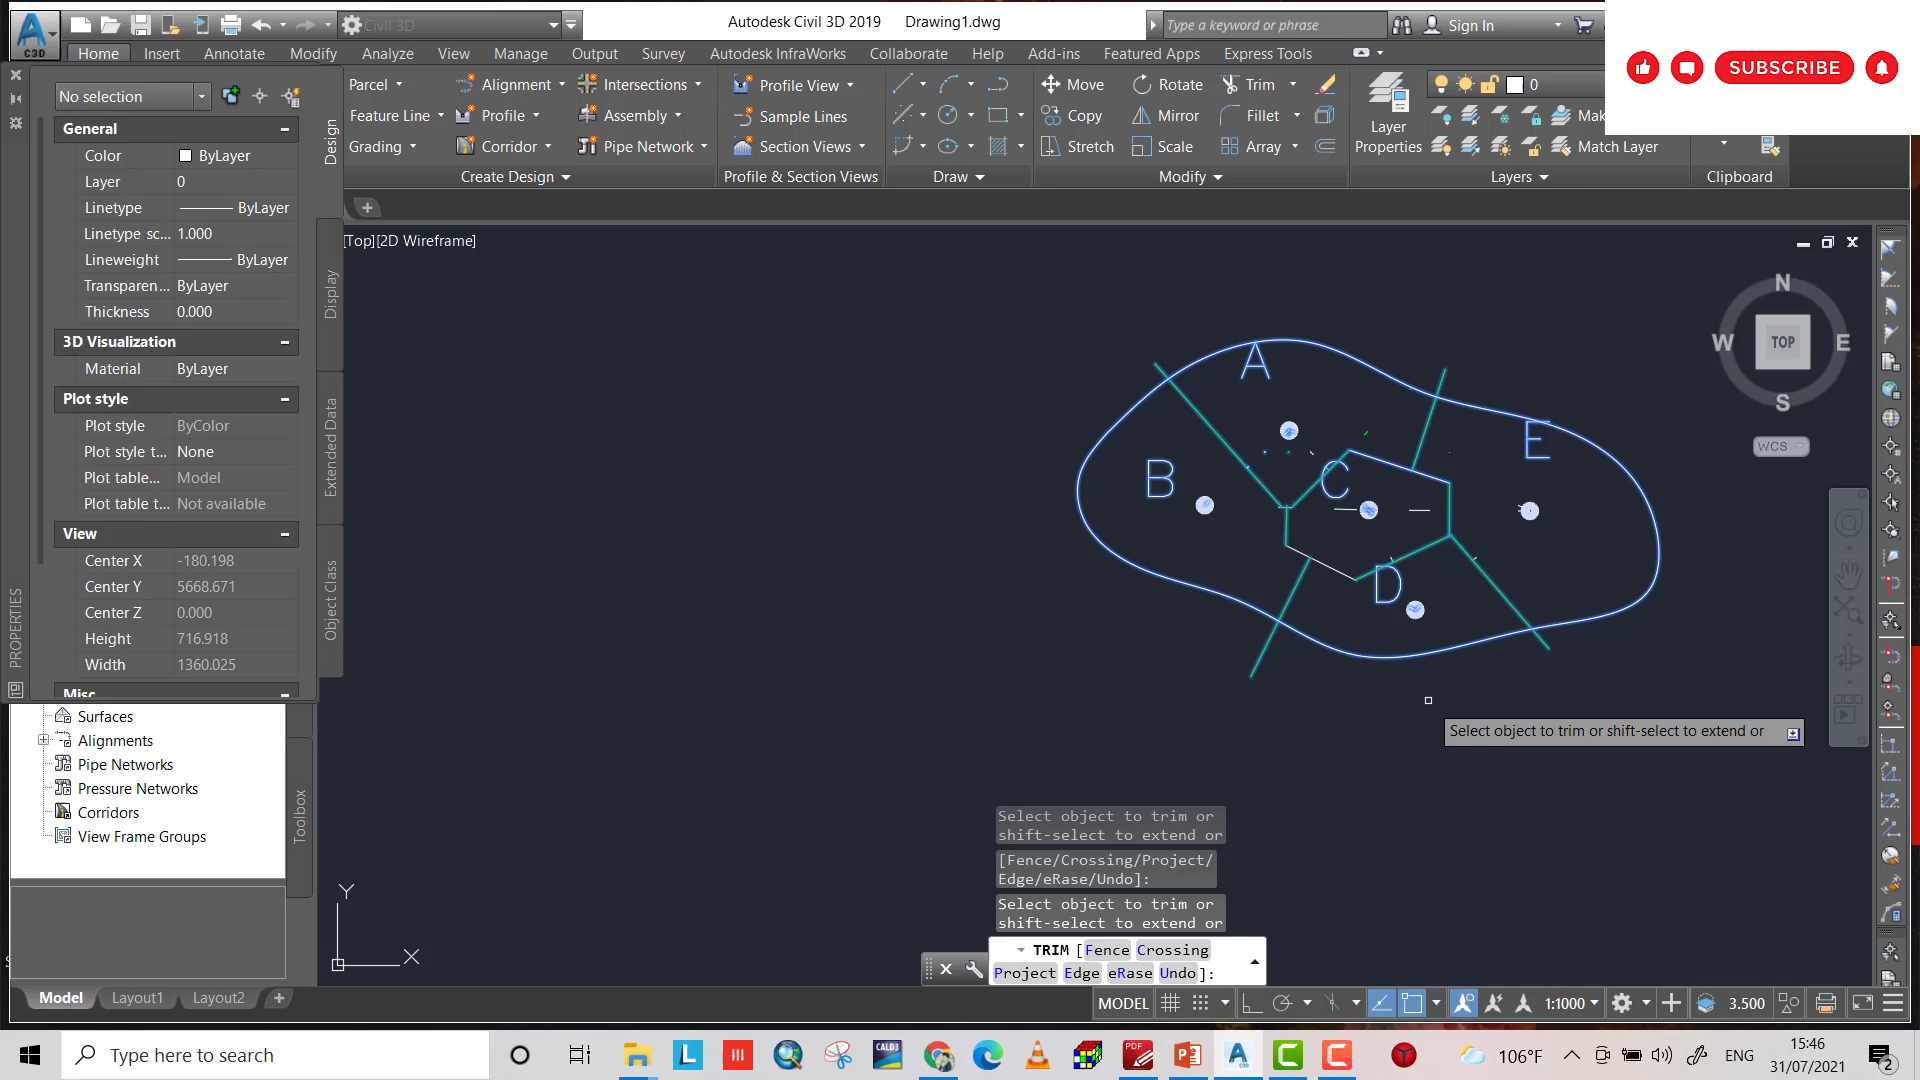 Civil 3D
Autodesk Civil 3D 2019 Drawing1.dwg
Type a keyword or phrase
Sign In
C3D
Home Insert Annotate Modify Analyze View Manage Output Survey Autodesk InfraWorks Collaborate Help Add-ins Featured Apps Express Tools
SUBSCRIBE
No selection
General
Color ByLayer
Layer 0
Linetype ByLayer
Linetype sc... 1.000
Lineweight ByLayer
Transparen... ByLayer
Thickness 0.000
3D Visualization
Material ByLayer
Plot style
Plot style ByColor
Plot style t... None
Plot table... Model
Plot table t... Not available
View
Center X -180.198
Center Y 5668.671
Center Z 0.000
Height 716.918
Width 1360.025
Misc
PROPERTIES
Design
Display
Extended Data
Object Class
Parcel Alignment Intersections Profile View Move Rotate Trim 0
Feature Line Profile Assembly Sample Lines Copy Mirror Fillet Layer Mak
Grading Corridor Pipe Network Section Views Stretch Scale Array Properties Match Layer
Create Design Profile & Section Views Draw Modify Layers Clipboard
[Top][2D Wireframe]
N
W TOP E
S
WCS
A
B
C
D
E
Select object to trim or shift-select to extend or
Surfaces
Alignments
Pipe Networks
Pressure Networks
Corridors
View Frame Groups
Toolbox
Y
X
Select object to trim or
shift-select to extend or
[Fence/Crossing/Project/
Edge/eRase/Undo]:
Select object to trim or
shift-select to extend or
TRIM [Fence Crossing
Project Edge eRase Undo]:
Model Layout1 Layout2
MODEL 1:1000 3.500
Type here to search
L
CALD3
PDF
P
A
C3D
C
C
106°F
ENG
15:46
31/07/2021
2